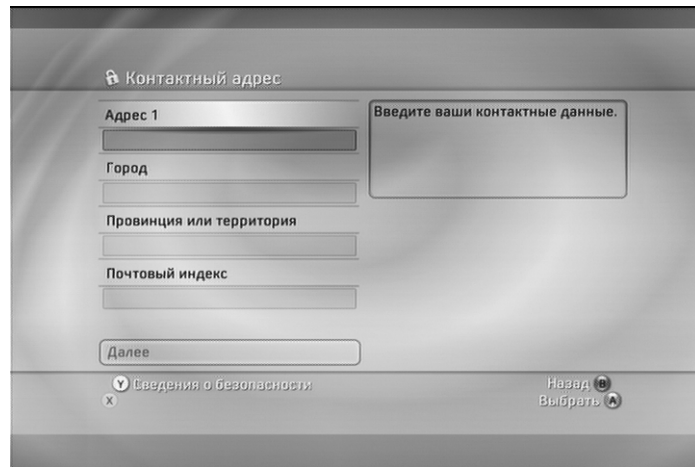 Контактный адрес
Адрес 1
Введите ваши контактные данные.
Город
Провинция или территория
Почтовый индекс
Далее
Y Сведения о безопасности
Назад B
X
Выбрать A